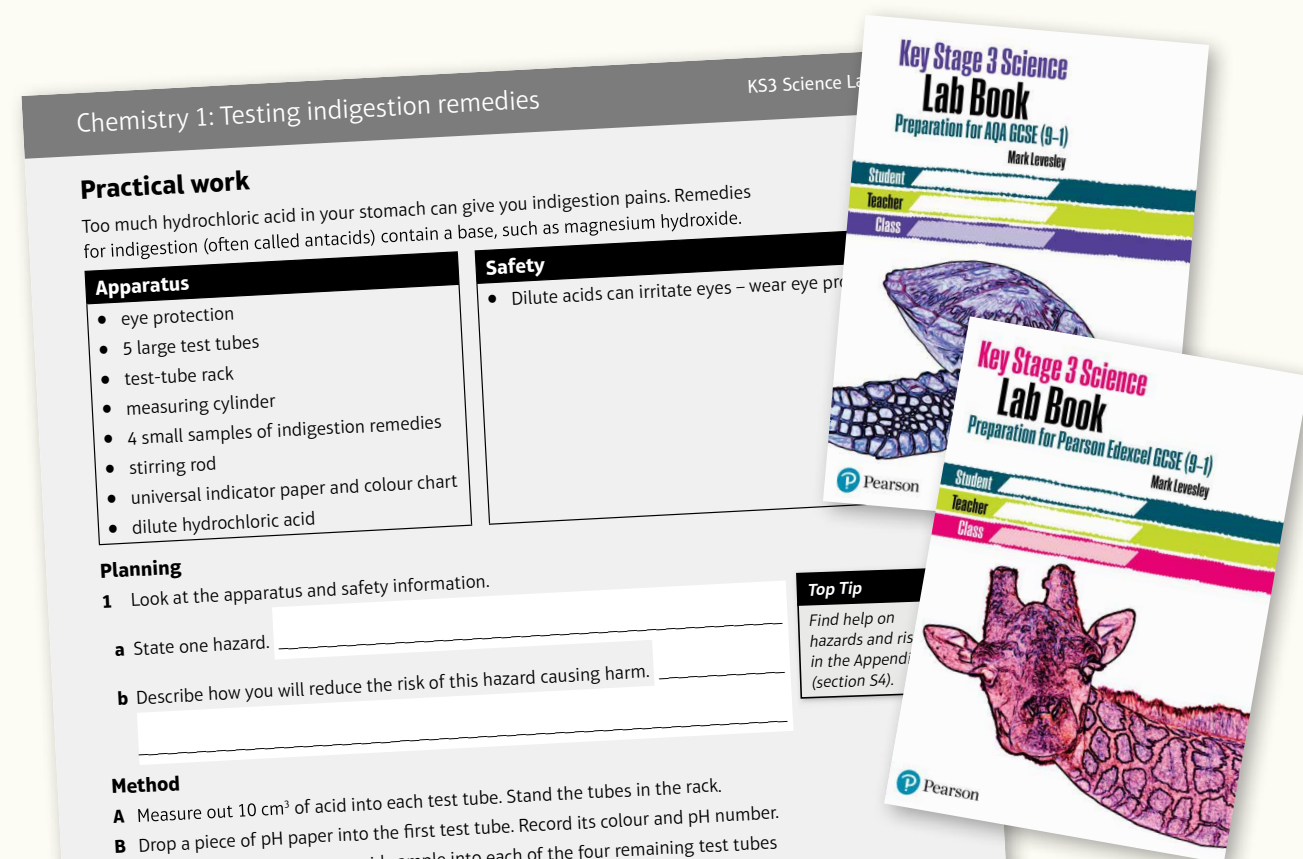 Chemistry 1: Testing indigestion remedies
KS3 Science
Practical work
Too much hydrochloric acid in your stomach can give you indigestion pains. Remedies
for indigestion (often called antacids) contain a base, such as magnesium hydroxide.
Apparatus
• eye protection
• 5 large test tubes
• test-tube rack
• measuring cylinder
• 4 small samples of indigestion remedies
• stirring rod
• universal indicator paper and colour chart
• dilute hydrochloric acid
Safety
• Dilute acids can irritate eyes – wear eye
Planning
1 Look at the apparatus and safety information.
a State one hazard.
b Describe how you will reduce the risk of this hazard causing harm.
Top Tip
Find help on
hazards and
in the
(section S4).
Method
A Measure out 10 cm³ of acid into each test tube. Stand the tubes in the rack.
B Drop a piece of pH paper into the first test tube. Record its colour and pH number.
into each of the four remaining test tubes
Key Stage 3 Science
Lab Book
Preparation for AQA GSCE (9–1)
Mark Levesley
Student
Teacher
Class
Pearson
Key Stage 3 Science
Lab Book
Preparation for Pearson Edexcel GCSE (9–1)
Mark Levesley
Student
Teacher
Class
Pearson